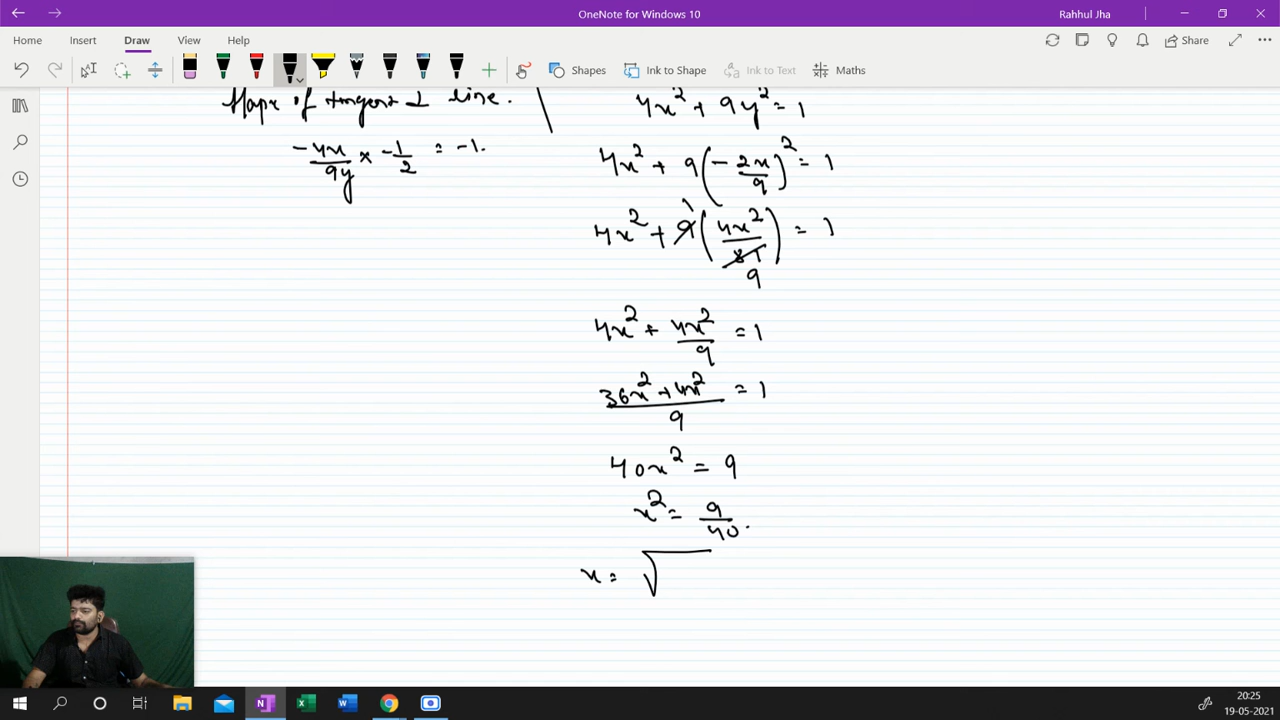 OneNote for Windows 10
Rahhul Jha
Home Insert Draw View Help
Share
Shapes
Ink to Shape
Ink to Text
Maths
Slope of tangent ⊥ line.
-4x/9y × -1/2 = -1.
4x² + 9y² = 1
4x² + 9(-2x/9)² = 1
4x² + 9(4x²/81) = 1
1
9
4x² + 4x²/9 = 1
36x² + 4x²/9 = 1
40x² = 9
x² = 9/40.
x = √
20:25
19-05-2021